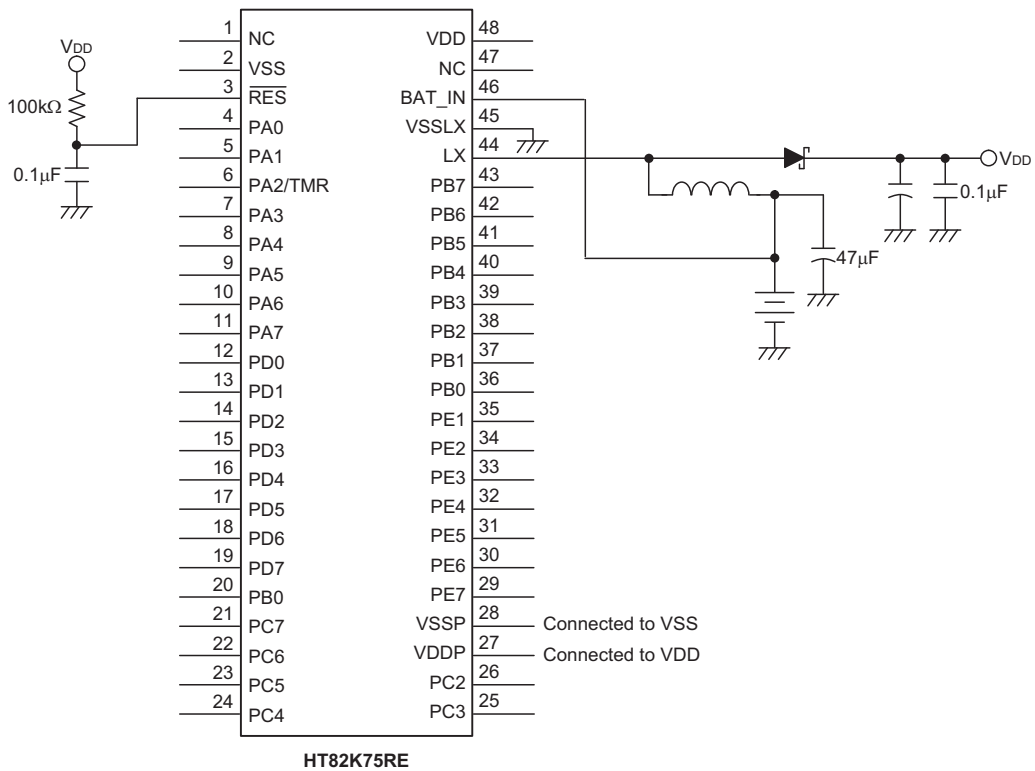 VDD
100kΩ
0.1μF
1 NC
2 VSS
3 RES
4 PA0
5 PA1
6 PA2/TMR
7 PA3
8 PA4
9 PA5
10 PA6
11 PA7
12 PD0
13 PD1
14 PD2
15 PD3
16 PD4
17 PD5
18 PD6
19 PD7
20 PB0
21 PC7
22 PC6
23 PC5
24 PC4
VDD 48
NC 47
BAT_IN 46
VSSLX 45
LX 44
PB7 43
PB6 42
PB5 41
PB4 40
PB3 39
PB2 38
PB1 37
PB0 36
PE1 35
PE2 34
PE3 33
PE4 32
PE5 31
PE6 30
PE7 29
VSSP 28 Connected to VSS
VDDP 27 Connected to VDD
PC2 26
PC3 25
VDD
0.1μF
47μF
HT82K75RE